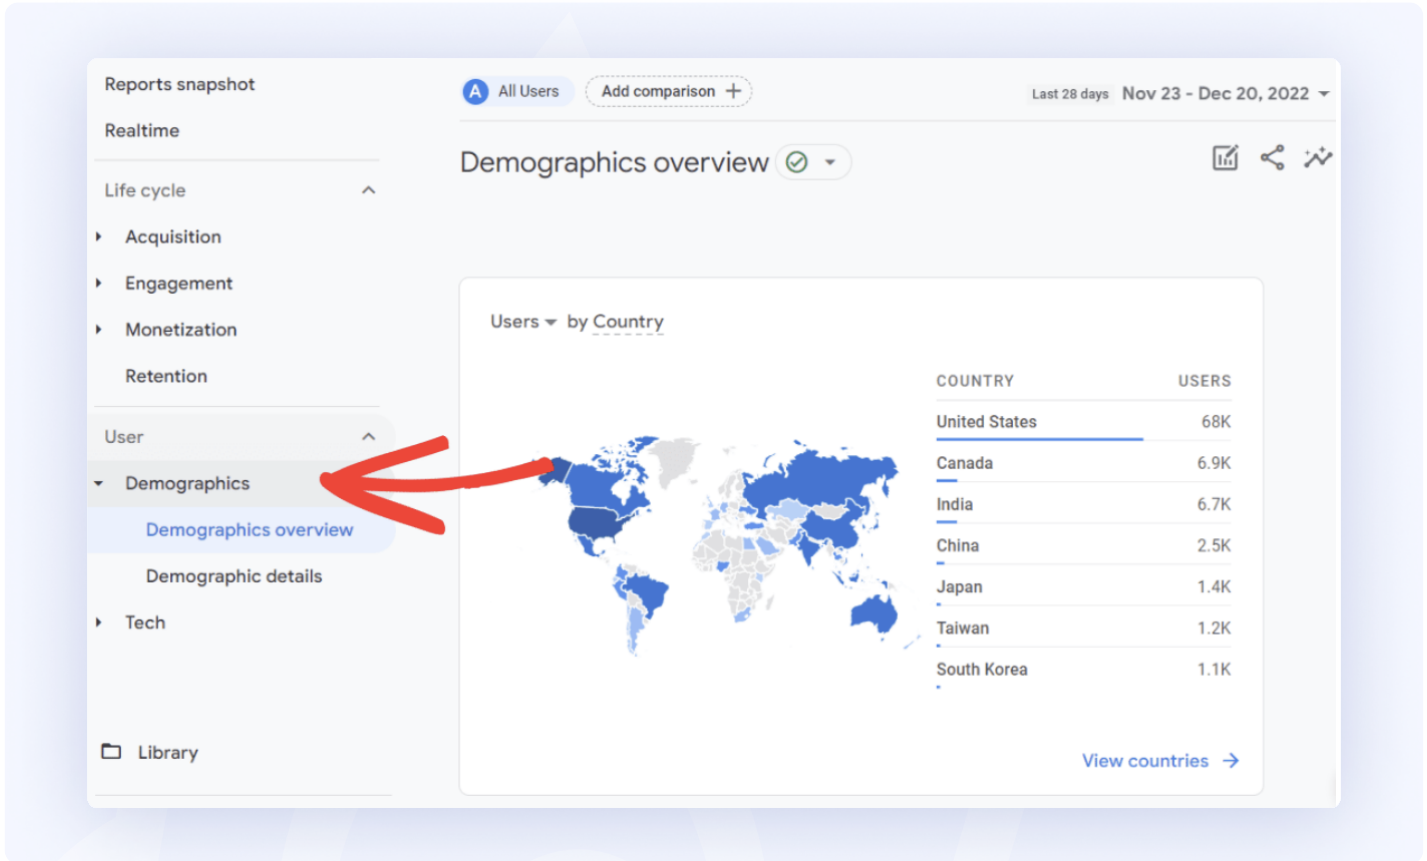 Reports snapshot
Realtime
Life cycle
Acquisition
Engagement
Monetization
Retention
User
Demographics
Demographics overview
Demographic details
Tech
Library
A All Users
Add comparison +
Last 28 days Nov 23 - Dec 20, 2022
Demographics overview
Users by Country
COUNTRY USERS
United States 68K
Canada 6.9K
India 6.7K
China 2.5K
Japan 1.4K
Taiwan 1.2K
South Korea 1.1K
View countries →